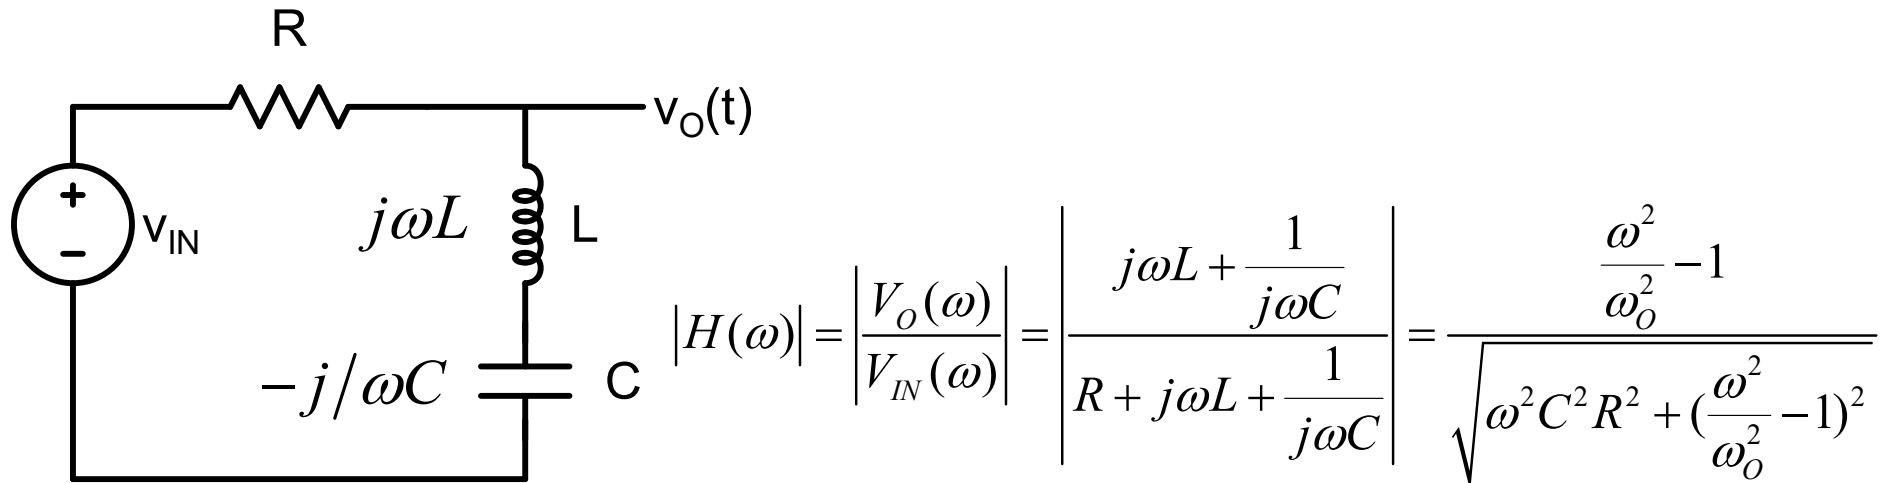 R
v_O(t)
+
−
v_IN
jωL
L
−j/ωC
C
|H(ω)| = |V_O(ω)/V_IN(ω)| = |(jωL + 1/(jωC))/(R + jωL + 1/(jωC))| = (ω²/ω_O² − 1)/√(ω²C²R² + (ω²/ω_O² − 1)²)